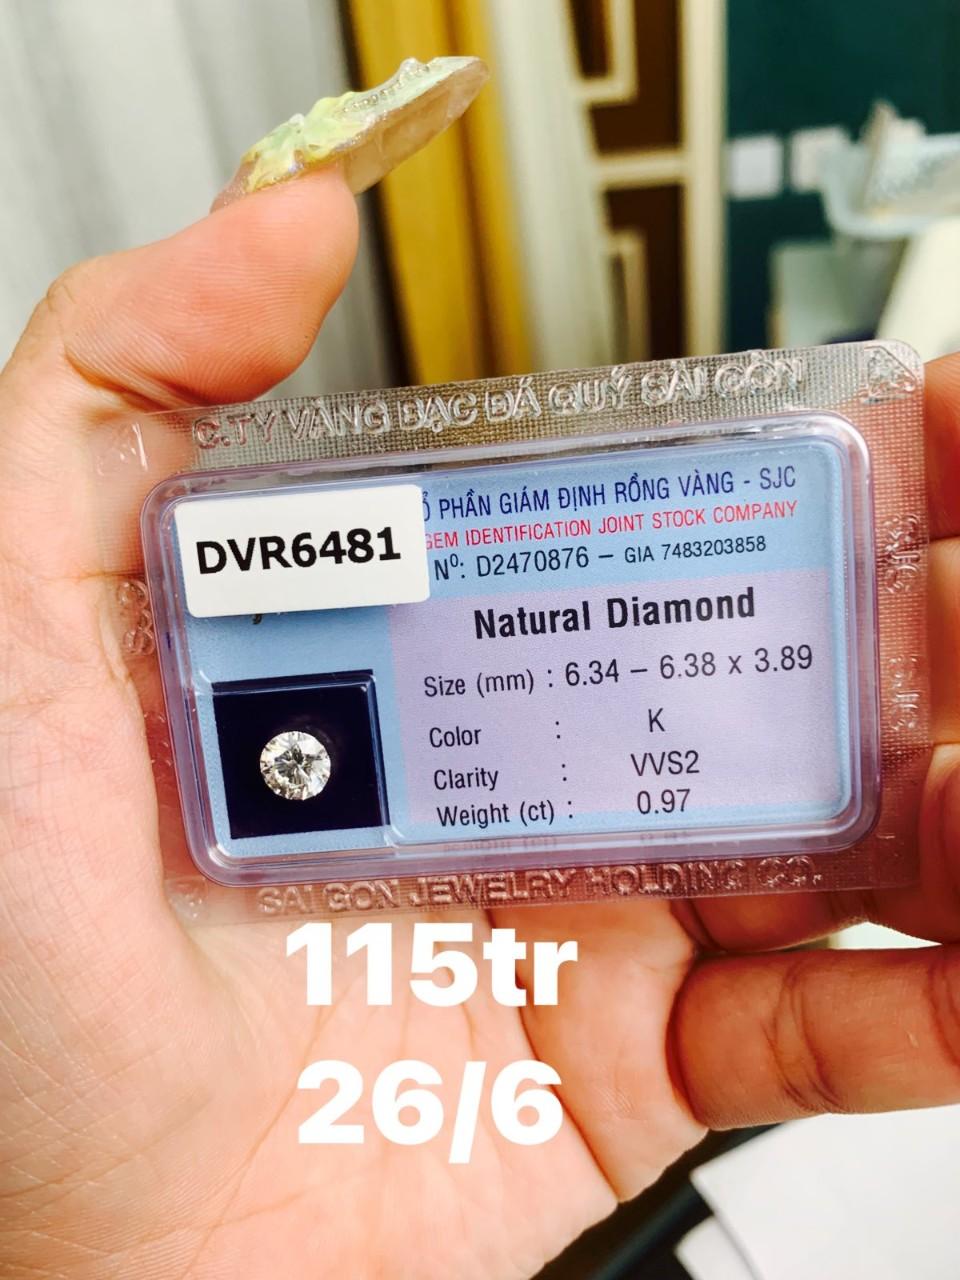 C.TY VÀNG BẠC ĐÁ QUÝ SÀI GÒN
Ổ PHẦN GIÁM ĐỊNH RỒNG VÀNG - SJC
GEM IDENTIFICATION JOINT STOCK COMPANY
DVR6481
Nº: D2470876 – GIA 7483203858
Natural Diamond
Size (mm) : 6.34 – 6.38 x 3.89
Color : K
Clarity : VVS2
Weight (ct) : 0.97
SAI GON JEWELRY HOLDING CO.
115tr
26/6